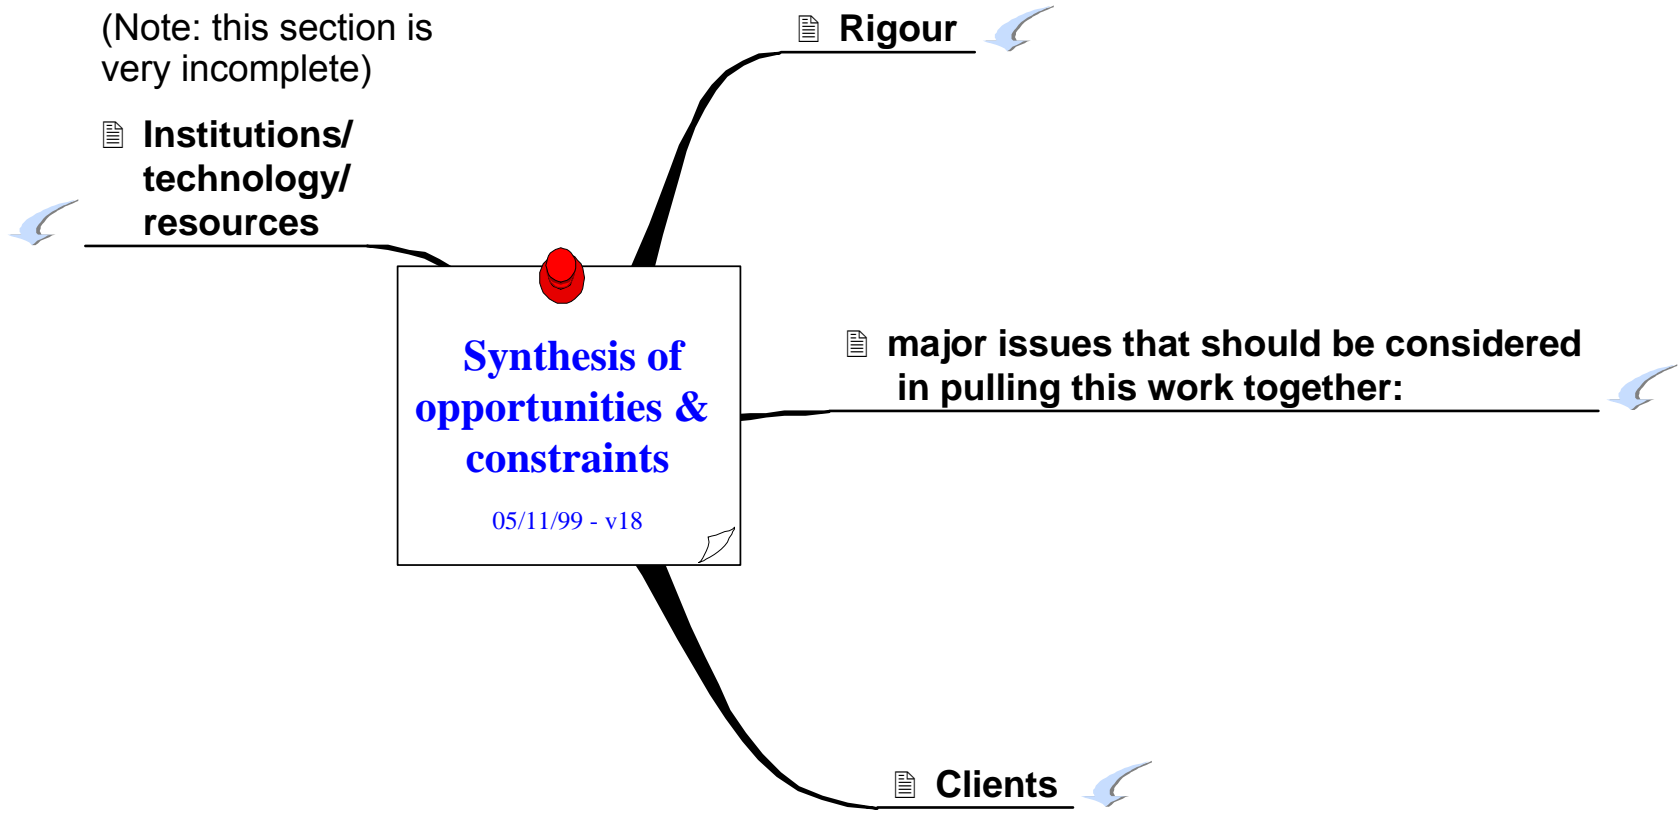 (Note: this section is
very incomplete)
Institutions/
technology/
resources
Rigour
Synthesis of
opportunities &
constraints
05/11/99 - v18
major issues that should be considered
in pulling this work together:
Clients